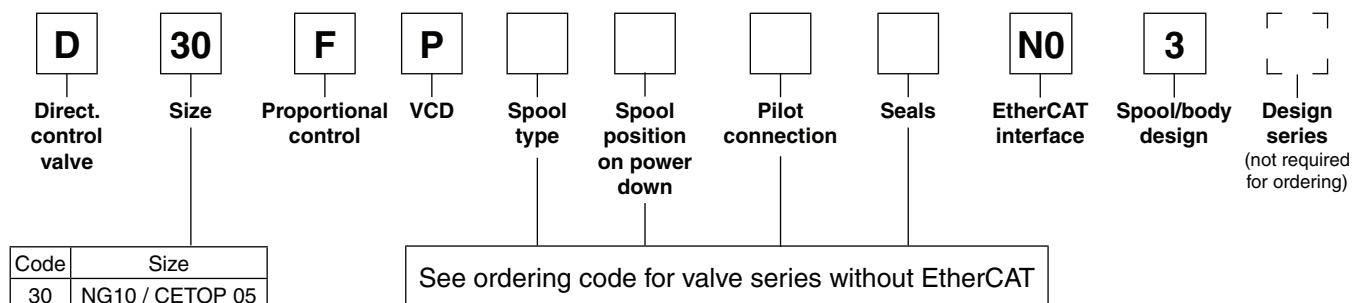 D 30 F P N0 3
Direct. control valve
Size
Proportional control
VCD
Spool type
Spool position on power down
Pilot connection
Seals
EtherCAT interface
Spool/body design
Design series (not required for ordering)
Code Size
30 NG10 / CETOP 05
See ordering code for valve series without EtherCAT